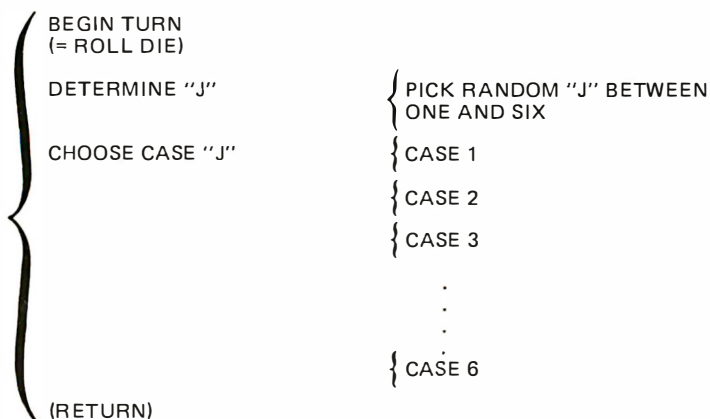 BEGIN TURN
(= ROLL DIE)
DETERMINE "J"
PICK RANDOM "J" BETWEEN
ONE AND SIX
CHOOSE CASE "J"
CASE 1
CASE 2
CASE 3
.
.
.
.
CASE 6
(RETURN)